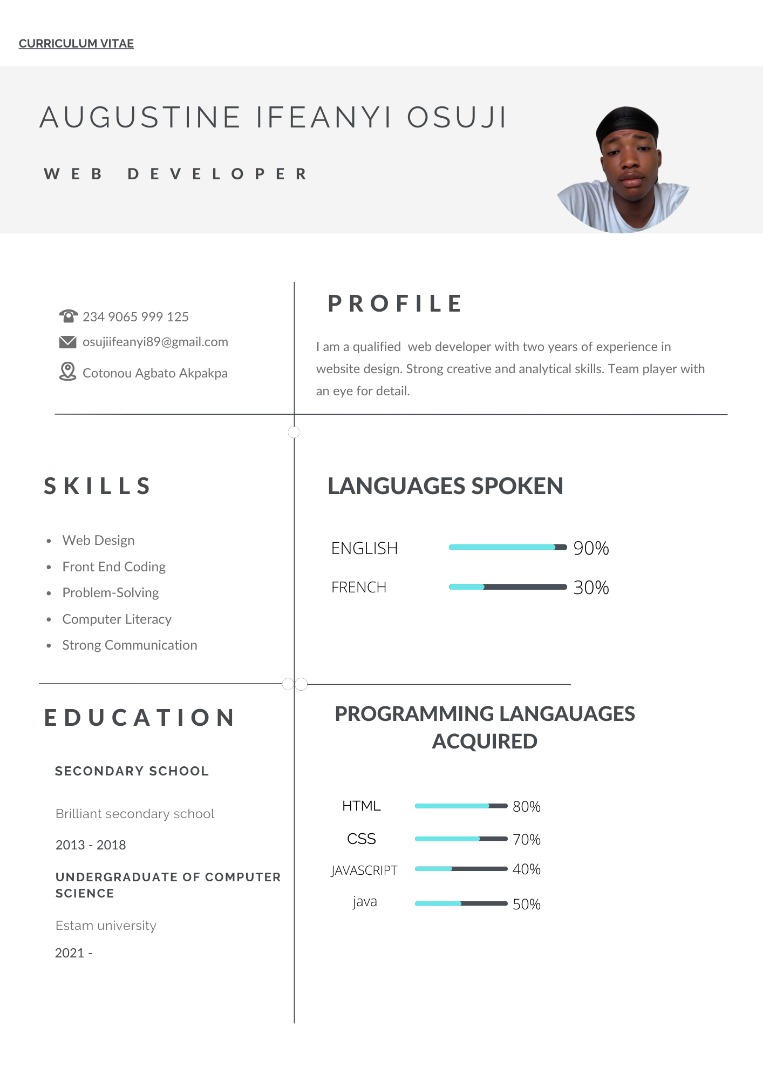 CURRICULUM VITAE
AUGUSTINE IFEANYI OSUJI
WEB DEVELOPER
234 9065 999 125
osujiifeanyi89@gmail.com
Cotonou Agbato Akpakpa
PROFILE
I am a qualified  web developer with two years of experience in
website design. Strong creative and analytical skills. Team player with
an eye for detail.
SKILLS
• Web Design
• Front End Coding
• Problem-Solving
• Computer Literacy
• Strong Communication
LANGUAGES SPOKEN
ENGLISH 90%
FRENCH 30%
EDUCATION
SECONDARY SCHOOL
Brilliant secondary school
2013 - 2018
UNDERGRADUATE OF COMPUTER
SCIENCE
Estam university
2021 -
PROGRAMMING LANGAUAGES
ACQUIRED
HTML 80%
CSS 70%
JAVASCRIPT 40%
java 50%